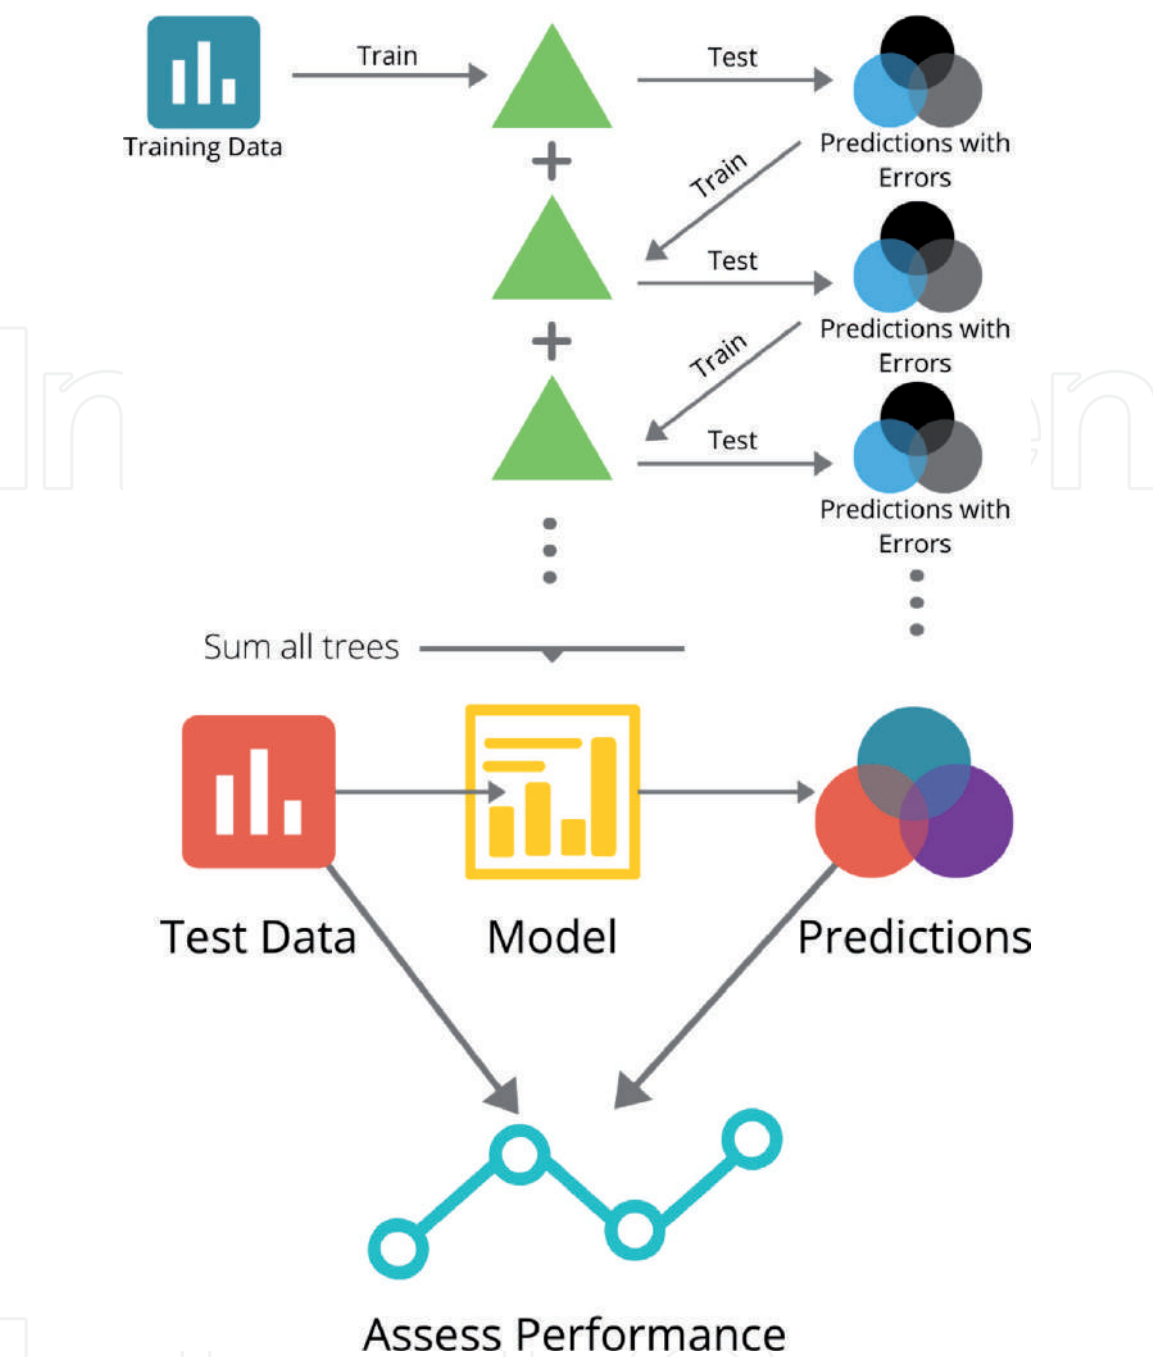 Train
Test
Training Data
Predictions with
Errors
Train
Test
Predictions with
Errors
Train
Test
Predictions with
Errors
Sum all trees
Test Data
Model
Predictions
Assess Performance